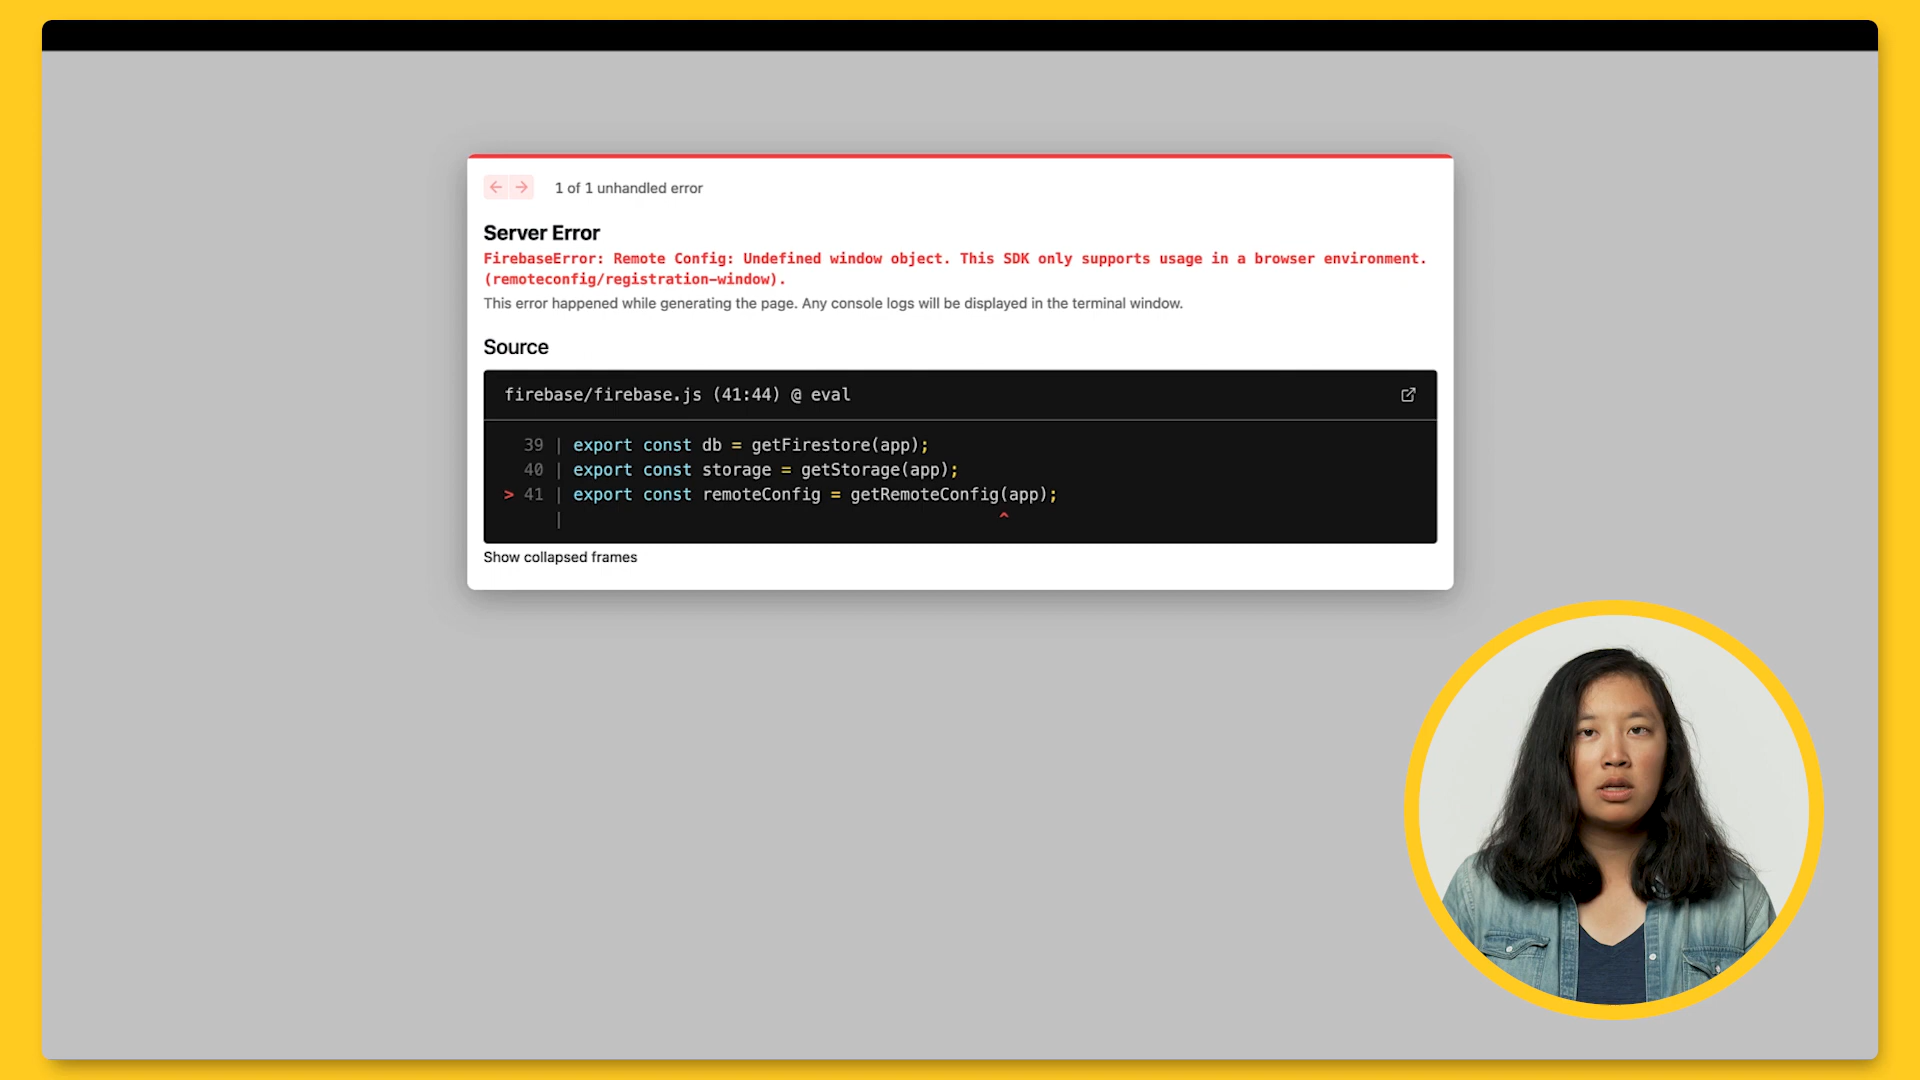 1 of 1 unhandled error
Server Error
FirebaseError: Remote Config: Undefined window object. This SDK only supports usage in a browser environment.
(remoteconfig/registration-window).
This error happened while generating the page. Any console logs will be displayed in the terminal window.
Source
firebase/firebase.js (41:44) @ eval
39 | export const db = getFirestore(app);
40 | export const storage = getStorage(app);
> 41 | export const remoteConfig = getRemoteConfig(app);
| ^
Show collapsed frames